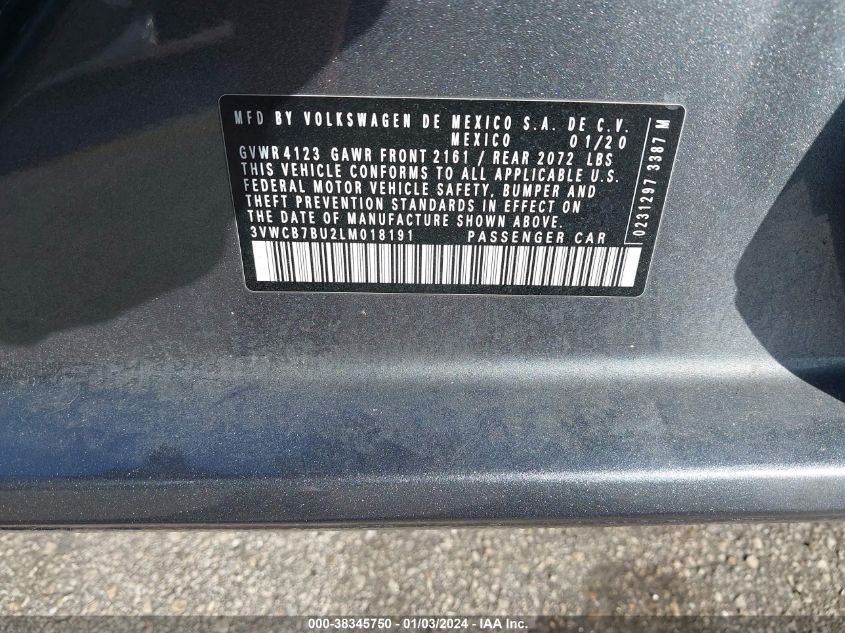 MFD BY VOLKSWAGEN DE MEXICO S.A. DE C.V.
MEXICO 01/20
GVWR 4123 GAWR FRONT 2161 / REAR 2072 LBS
THIS VEHICLE CONFORMS TO ALL APPLICABLE U.S.
FEDERAL MOTOR VEHICLE SAFETY, BUMPER AND
THEFT PREVENTION STANDARDS IN EFFECT ON
THE DATE OF MANUFACTURE SHOWN ABOVE.
3VWCB7BU2LM018191 PASSENGER CAR
0231297 3387 M
000-38345750 - 01/03/2024 - IAA Inc.